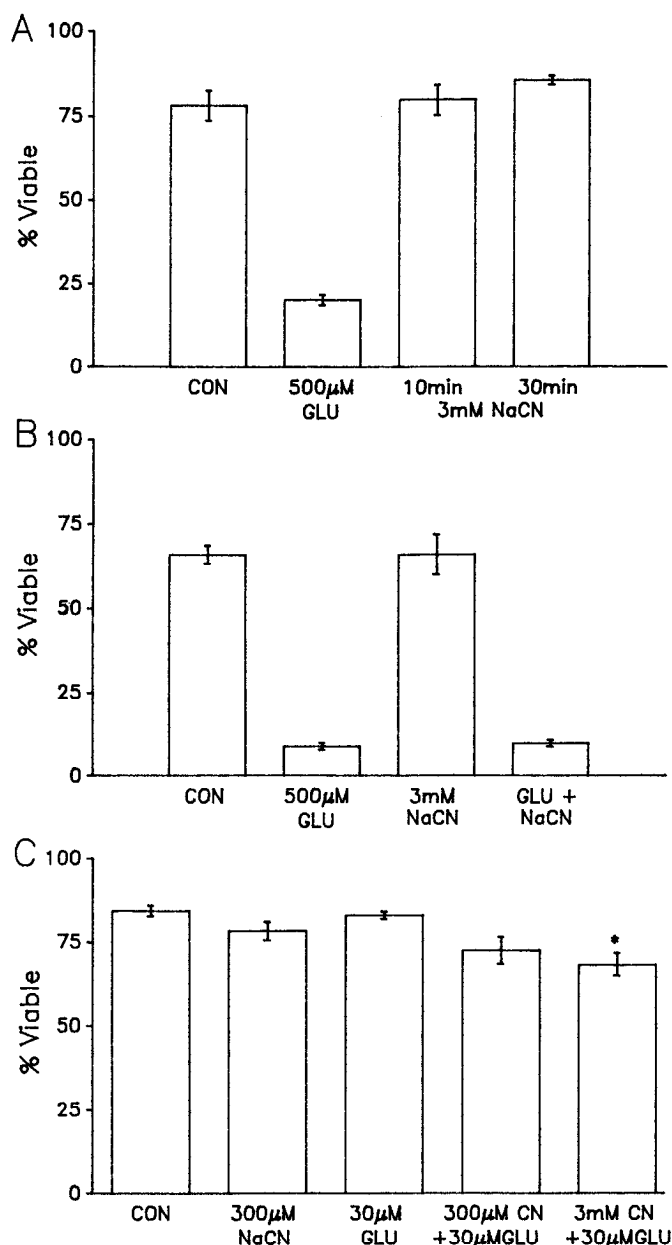 A
100
75
50
25
0
% Viable
CON
500μM
GLU
10min
30min
3mM NaCN
B
100
75
50
25
0
% Viable
CON
500μM
GLU
3mM
NaCN
GLU +
NaCN
C
100
75
50
25
0
% Viable
*
CON
300μM
NaCN
30μM
GLU
300μM CN
+30μMGLU
3mM CN
+30μMGLU